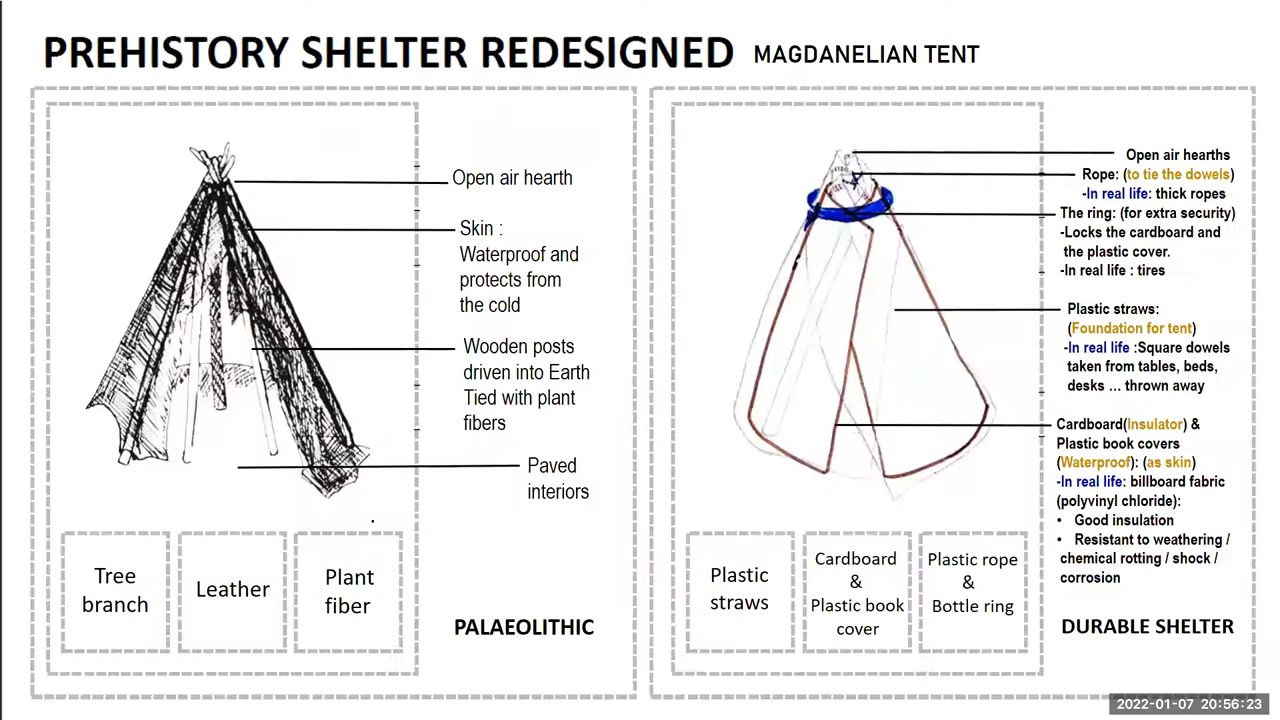 PREHISTORY SHELTER REDESIGNED MAGDANELIAN TENT
Open air hearth
Skin :
Waterproof and
protects from
the cold
Wooden posts
driven into Earth
Tied with plant
fibers
Paved
interiors
Tree
branch
Leather
Plant
fiber
PALAEOLITHIC
Open air hearths
Rope: (to tie the dowels)
-In real life: thick ropes
The ring: (for extra security)
-Locks the cardboard and
the plastic cover.
-In real life : tires
Plastic straws:
(Foundation for tent)
-In real life :Square dowels
taken from tables, beds,
desks ... thrown away
Cardboard(Insulator) &
Plastic book covers
(Waterproof): (as skin)
-In real life: billboard fabric
(polyvinyl chloride):
• Good insulation
• Resistant to weathering /
chemical rotting / shock /
corrosion
Plastic
straws
Cardboard
&
Plastic book
cover
Plastic rope
&
Bottle ring
DURABLE SHELTER
2022-01-07 20:56:23